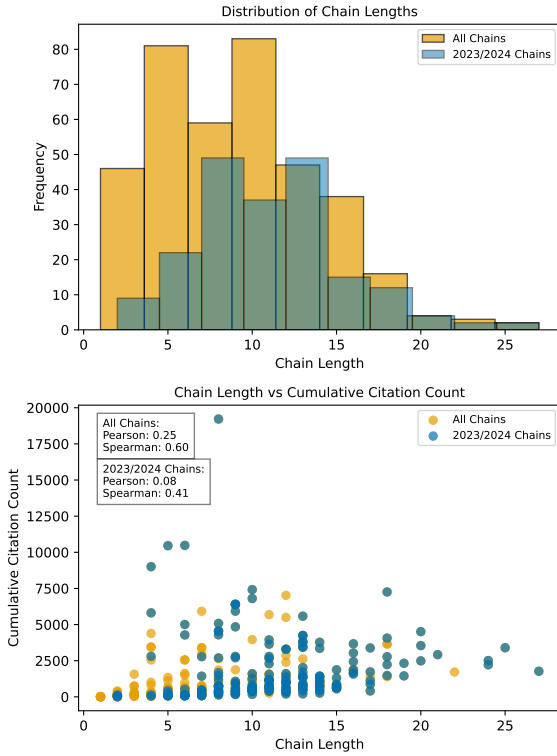 Distribution of Chain Lengths
All Chains
2023/2024 Chains
80
70
60
50
40
30
20
10
0
Frequency
0 5 10 15 20 25
Chain Length
Chain Length vs Cumulative Citation Count
All Chains:
Pearson: 0.25
Spearman: 0.60
2023/2024 Chains:
Pearson: 0.08
Spearman: 0.41
All Chains
2023/2024 Chains
20000
17500
15000
12500
10000
7500
5000
2500
0
Cumulative Citation Count
0 5 10 15 20 25
Chain Length